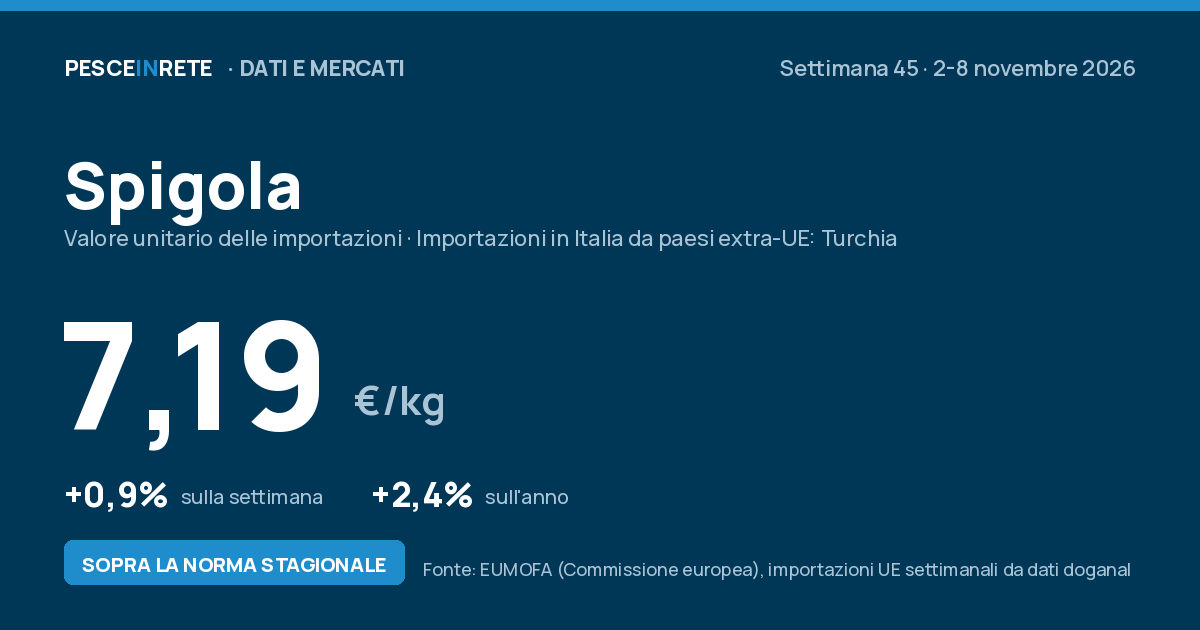 PESCEINRETE · DATI E MERCATI
Settimana 45 · 2-8 novembre 2026
Spigola
Valore unitario delle importazioni · Importazioni in Italia da paesi extra-UE: Turchia
7,19 €/kg
+0,9% sulla settimana +2,4% sull'anno
SOPRA LA NORMA STAGIONALE
Fonte: EUMOFA (Commissione europea), importazioni UE settimanali da dati doganal